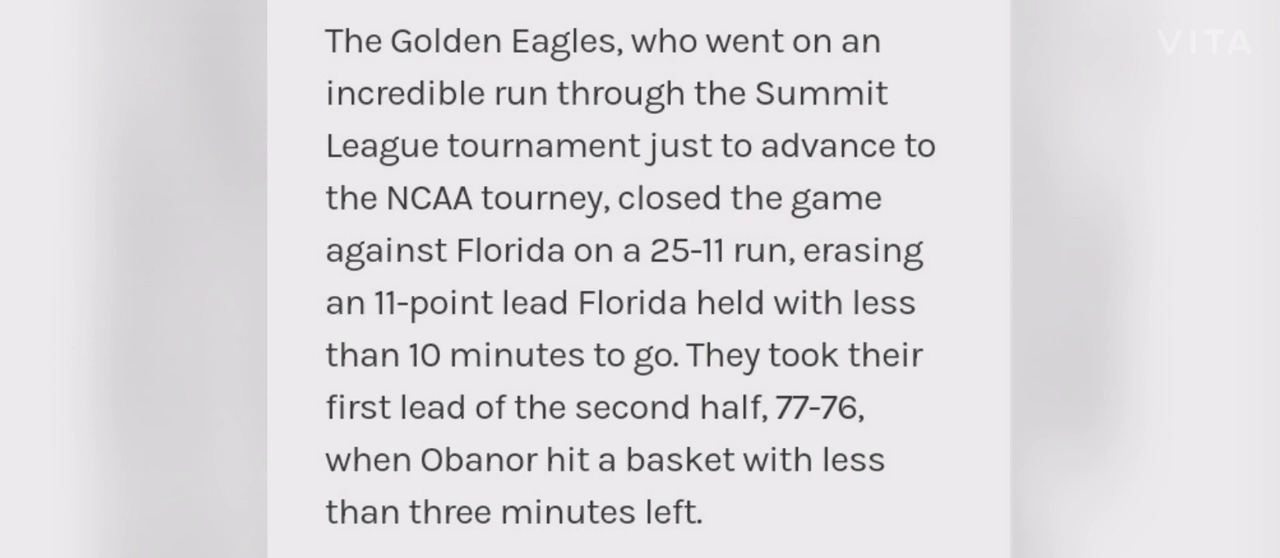 VITA
The Golden Eagles, who went on an
incredible run through the Summit
League tournament just to advance to
the NCAA tourney, closed the game
against Florida on a 25-11 run, erasing
an 11-point lead Florida held with less
than 10 minutes to go. They took their
first lead of the second half, 77-76,
when Obanor hit a basket with less
than three minutes left.